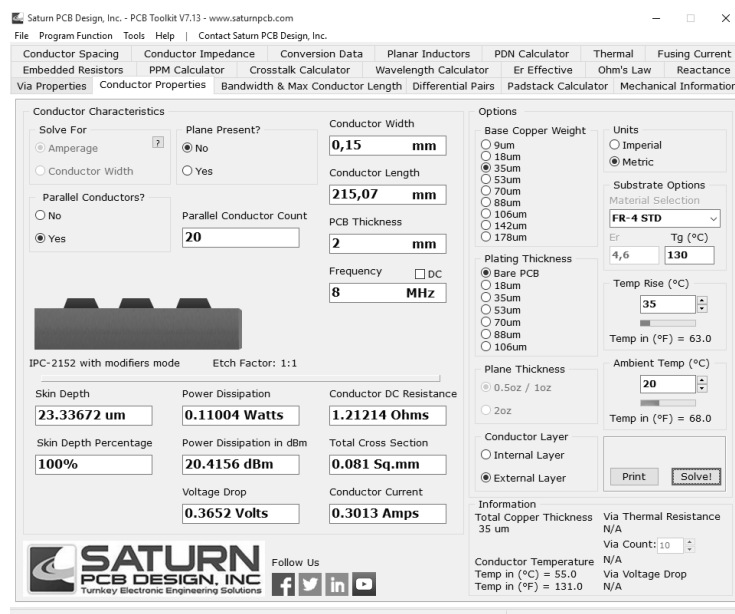 Saturn PCB Design, Inc. - PCB Toolkit V7.13 - www.saturnpcb.com
File Program Function Tools Help | Contact Saturn PCB Design, Inc.
Conductor Spacing Conductor Impedance Conversion Data Planar Inductors PDN Calculator Thermal Fusing Current
Embedded Resistors PPM Calculator Crosstalk Calculator Wavelength Calculator Er Effective Ohm's Law Reactance
Via Properties Conductor Properties Bandwidth & Max Conductor Length Differential Pairs Padstack Calculator Mechanical Information
Conductor Characteristics
Solve For
?
Amperage
Conductor Width
Plane Present?
No
Yes
Parallel Conductors?
No
Yes
Parallel Conductor Count
20
Conductor Width
0,15 mm
Conductor Length
215,07 mm
PCB Thickness
2 mm
Frequency DC
8 MHz
IPC-2152 with modifiers mode Etch Factor: 1:1
Skin Depth
23.33672 um
Skin Depth Percentage
100%
Power Dissipation
0.11004 Watts
Power Dissipation in dBm
20.4156 dBm
Voltage Drop
0.3652 Volts
Conductor DC Resistance
1.21214 Ohms
Total Cross Section
0.081 Sq.mm
Conductor Current
0.3013 Amps
SATURN
PCB DESIGN, INC
Turnkey Electronic Engineering Solutions
Follow Us
Options
Base Copper Weight
9um
18um
35um
53um
70um
88um
106um
142um
178um
Plating Thickness
Bare PCB
18um
35um
53um
70um
88um
106um
Plane Thickness
0.5oz / 1oz
2oz
Conductor Layer
Internal Layer
External Layer
Units
Imperial
Metric
Substrate Options
Material Selection
FR-4 STD
Er Tg (°C)
4,6 130
Temp Rise (°C)
35
Temp in (°F) = 63.0
Ambient Temp (°C)
20
Temp in (°F) = 68.0
Print Solve!
Information
Total Copper Thickness
35 um
Conductor Temperature
Temp in (°C) = 55.0
Temp in (°F) = 131.0
Via Thermal Resistance
N/A
Via Count: 10
N/A
Via Voltage Drop
N/A